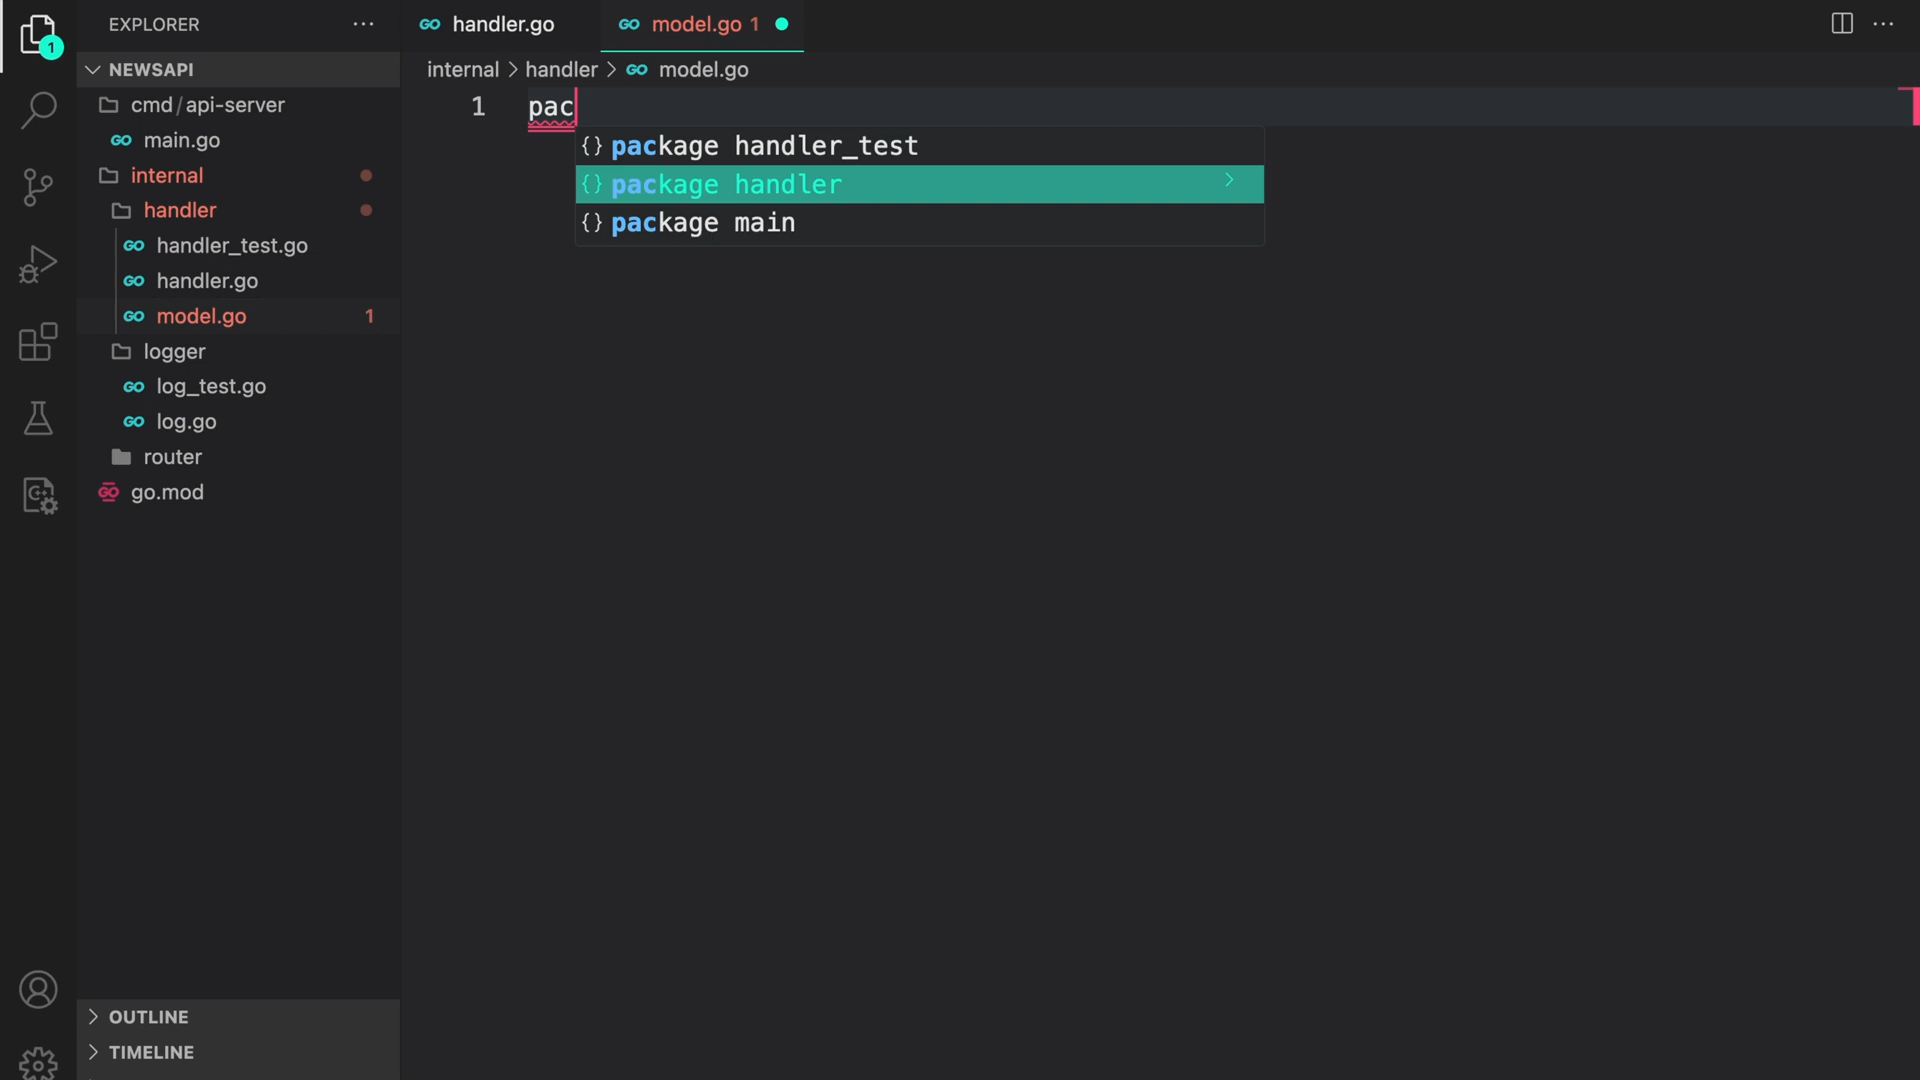 EXPLORER
NEWSAPI
cmd/api-server
main.go
internal
handler
handler_test.go
handler.go
model.go 1
logger
log_test.go
log.go
router
go.mod
OUTLINE
TIMELINE
1
handler.go
model.go 1
internal > handler > model.go
1 pac
{} package handler_test
{} package handler >
{} package main